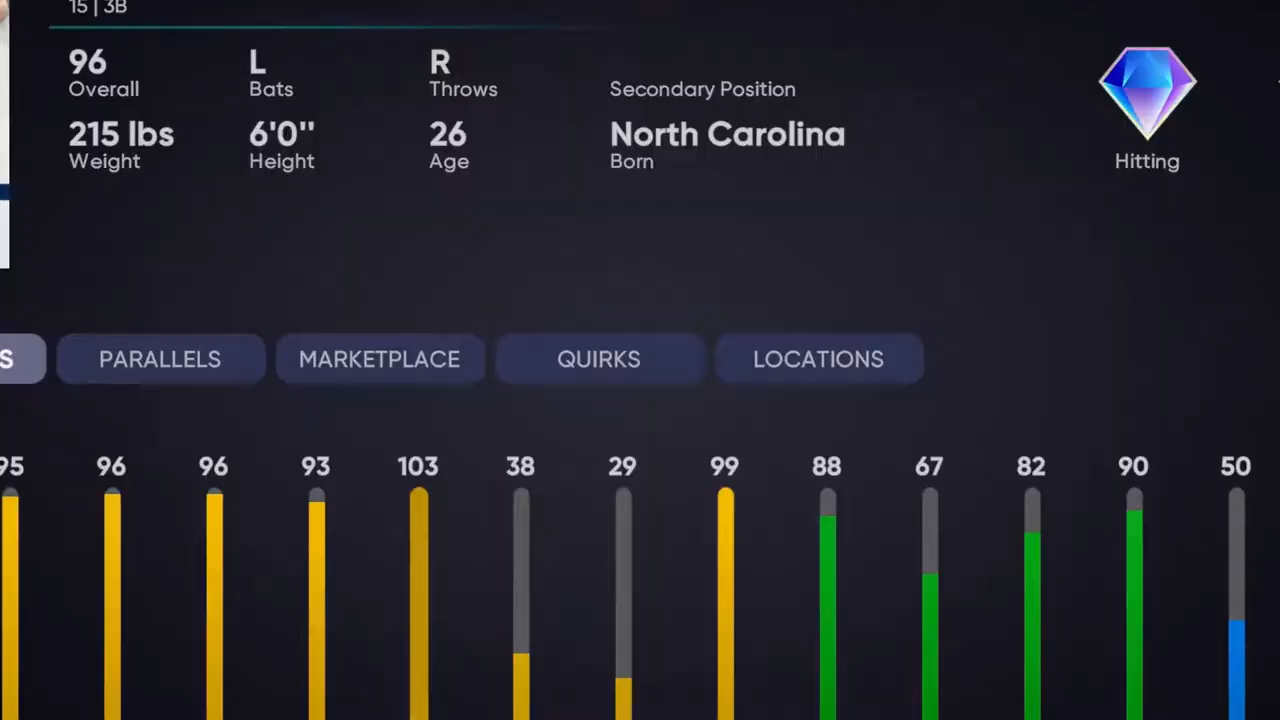 15 | 3B
96 L R
Overall Bats Throws Secondary Position
215 lbs 6'0" 26 North Carolina
Weight Height Age Born
Hitting
S PARALLELS MARKETPLACE QUIRKS LOCATIONS
95 96 96 93 103 38 29 99 88 67 82 90 50